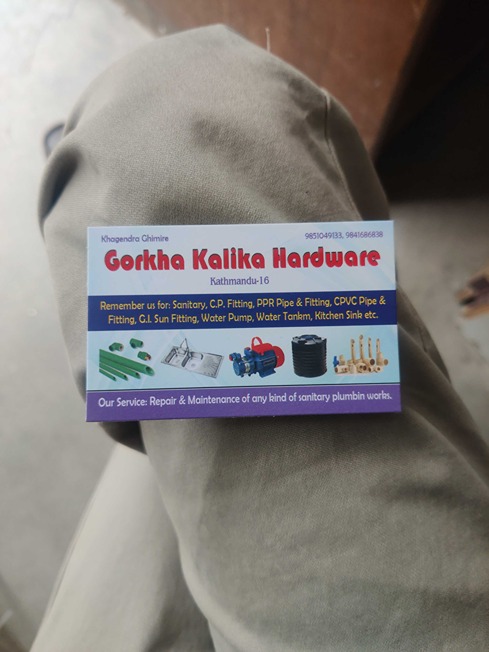 Khagendra Ghimire 9851049133, 9841686838
Gorkha Kalika Hardware
Kathmandu-16
Remember us for: Sanitary, C.P. Fitting, PPR Pipe & Fitting, CPVC Pipe &
Fitting, G.I. Sun Fitting, Water Pump, Water Tankm, Kitchen Sink etc.
Our Service: Repair & Maintenance of any kind of sanitary plumbin works.